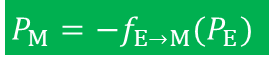 P_M = −f_{E→M}(P_E)